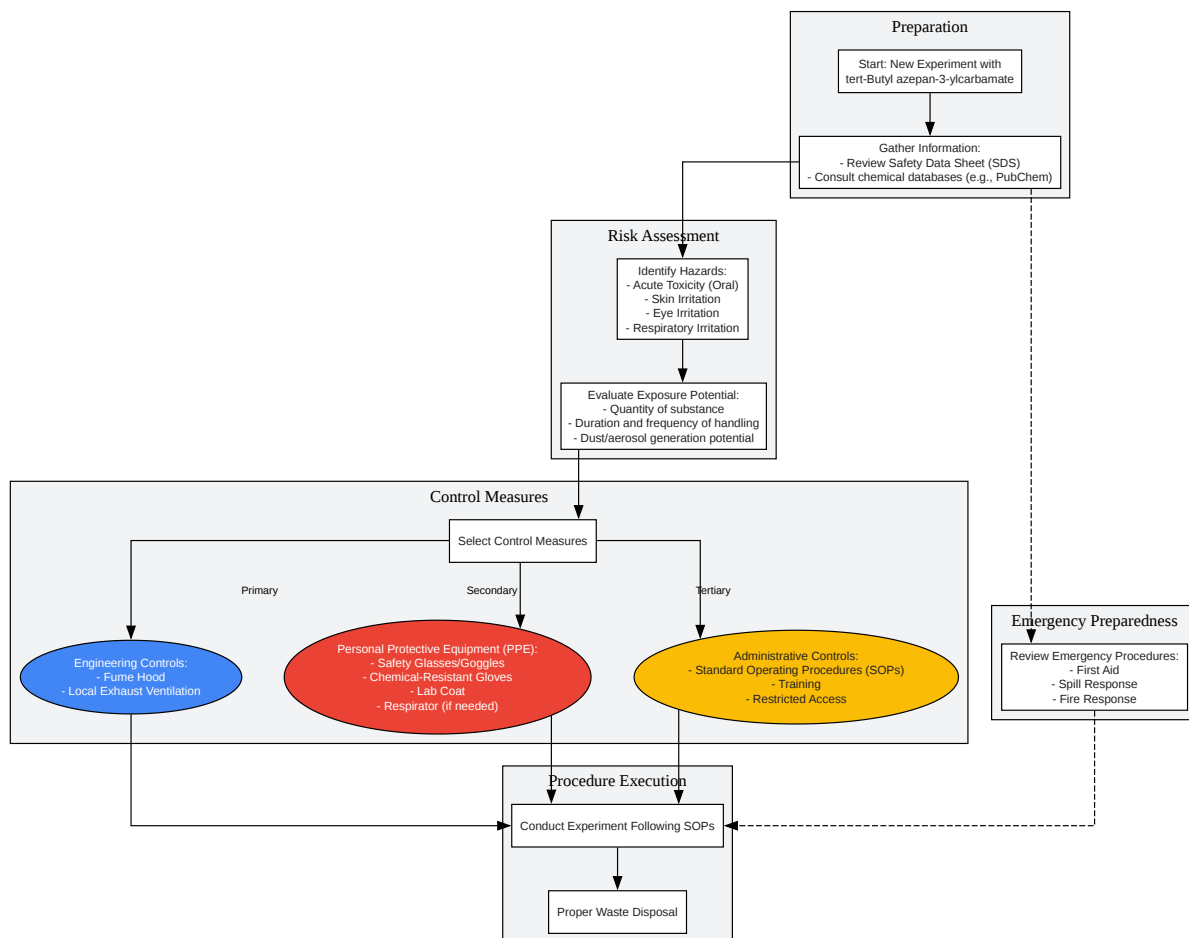 Preparation
Start: New Experiment with
tert-Butyl azepan-3-ylcarbamate
Gather Information:
- Review Safety Data Sheet (SDS)
- Consult chemical databases (e.g., PubChem)
Risk Assessment
Identify Hazards:
- Acute Toxicity (Oral)
- Skin Irritation
- Eye Irritation
- Respiratory Irritation
Evaluate Exposure Potential:
- Quantity of substance
- Duration and frequency of handling
- Dust/aerosol generation potential
Control Measures
Select Control Measures
Primary
Secondary
Tertiary
Engineering Controls:
- Fume Hood
- Local Exhaust Ventilation
Personal Protective Equipment (PPE):
- Safety Glasses/Goggles
- Chemical-Resistant Gloves
- Lab Coat
- Respirator (if needed)
Administrative Controls:
- Standard Operating Procedures (SOPs)
- Training
- Restricted Access
Emergency Preparedness
Review Emergency Procedures:
- First Aid
- Spill Response
- Fire Response
Procedure Execution
Conduct Experiment Following SOPs
Proper Waste Disposal